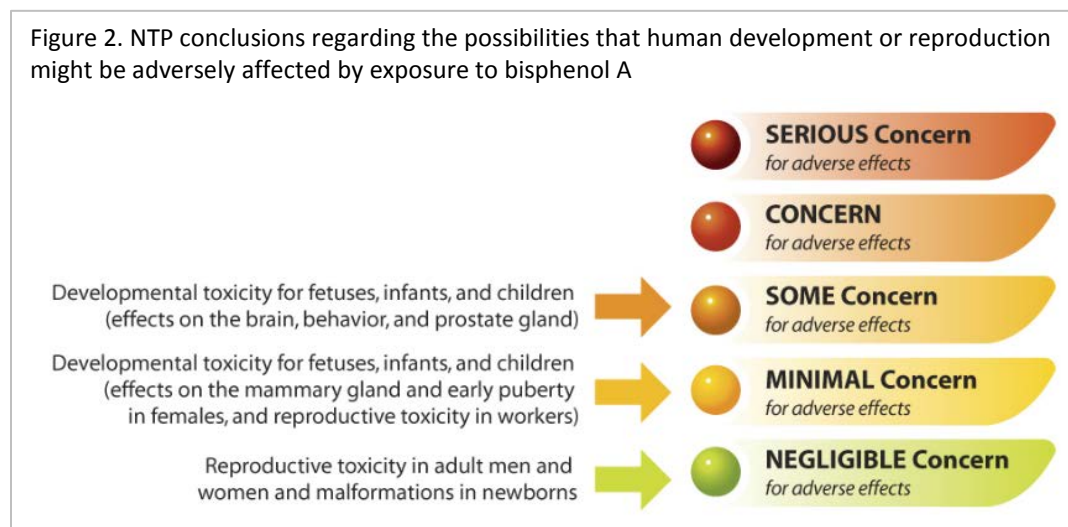 Figure 2. NTP conclusions regarding the possibilities that human development or reproduction
might be adversely affected by exposure to bisphenol A
SERIOUS Concern
for adverse effects
CONCERN
for adverse effects
Developmental toxicity for fetuses, infants, and children
(effects on the brain, behavior, and prostate gland)
SOME Concern
for adverse effects
Developmental toxicity for fetuses, infants, and children
(effects on the mammary gland and early puberty
in females, and reproductive toxicity in workers)
MINIMAL Concern
for adverse effects
Reproductive toxicity in adult men and
women and malformations in newborns
NEGLIGIBLE Concern
for adverse effects